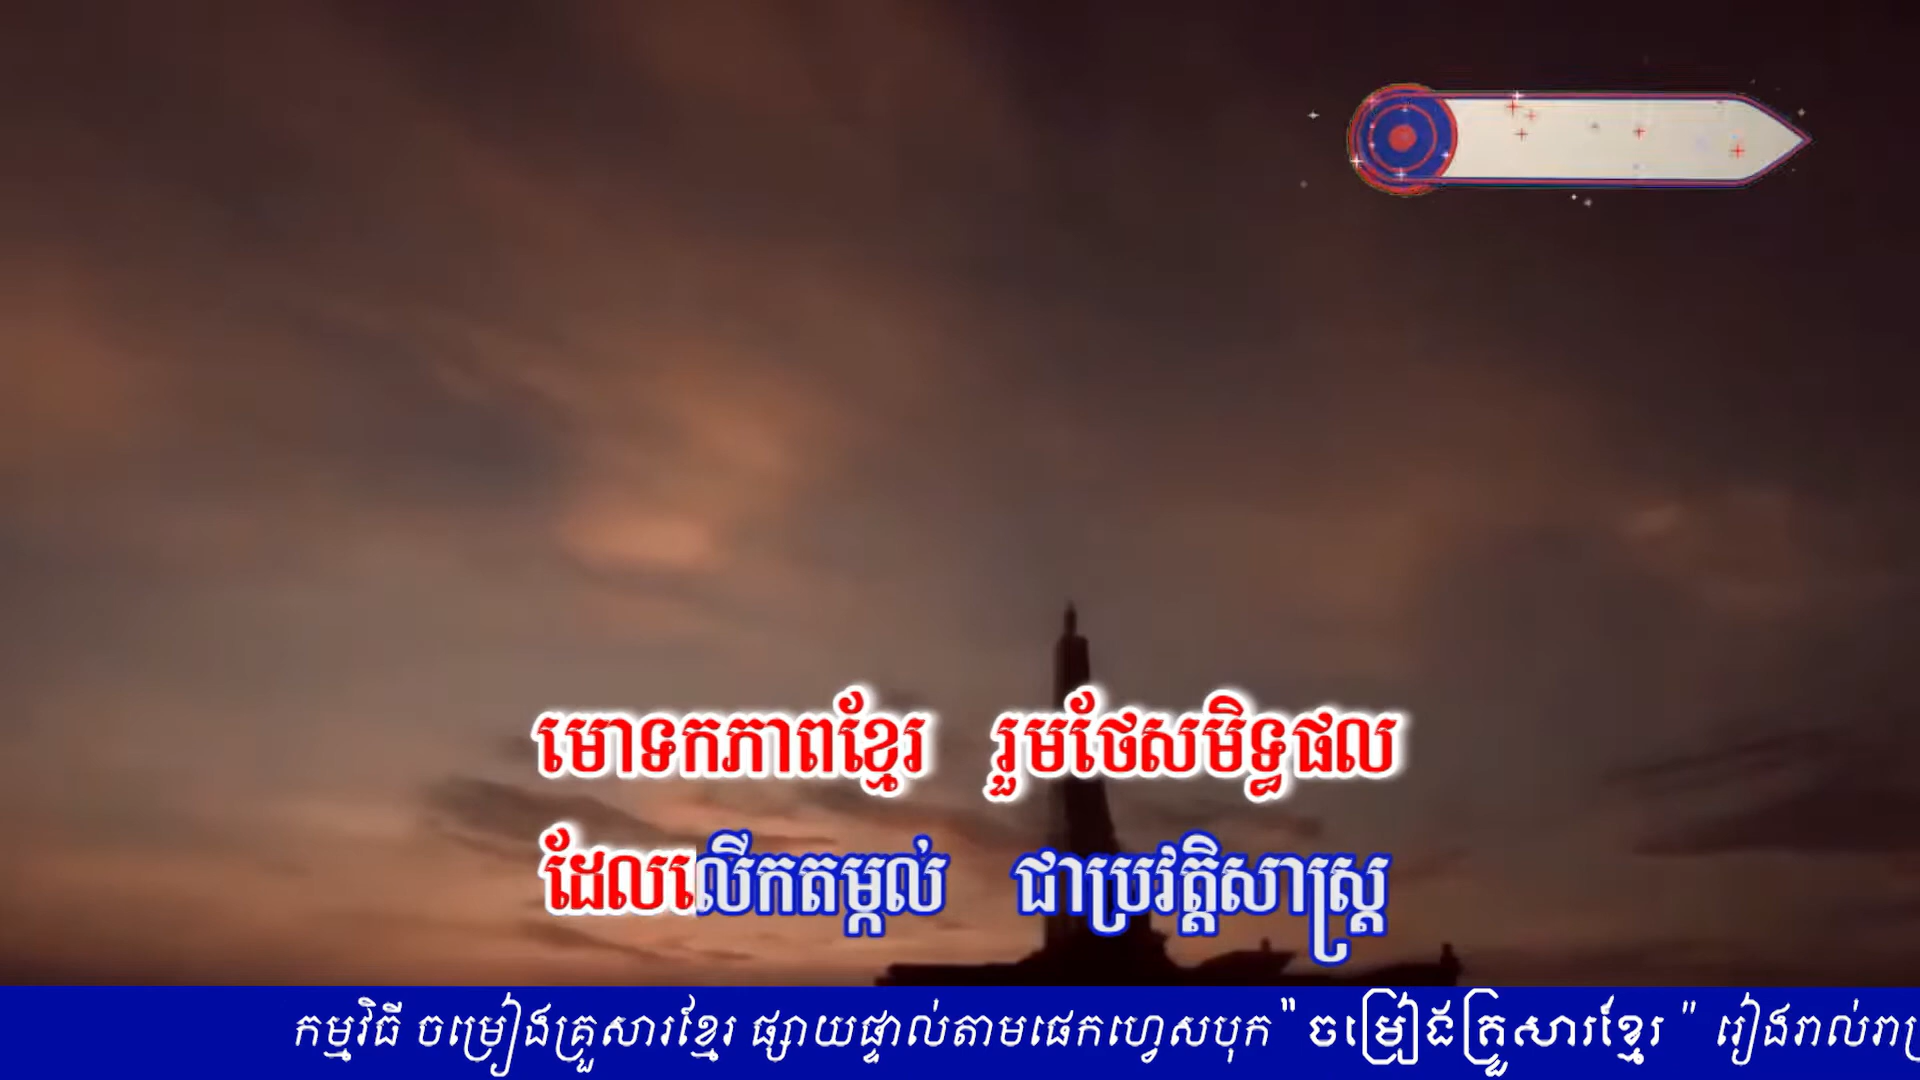 មោទកភាពខ្មែរ រួមថែសមិទ្ធផល
ដែលលើកតម្កល់ ជាប្រវត្តិសាស្ត្រ
កម្មវិធី ចម្រៀងគ្រួសារខ្មែរ ផ្សាយផ្ទាល់តាមផេកហ្វេសបុក " ចម្រៀងគ្រួសារខ្មែរ " រៀងរាល់